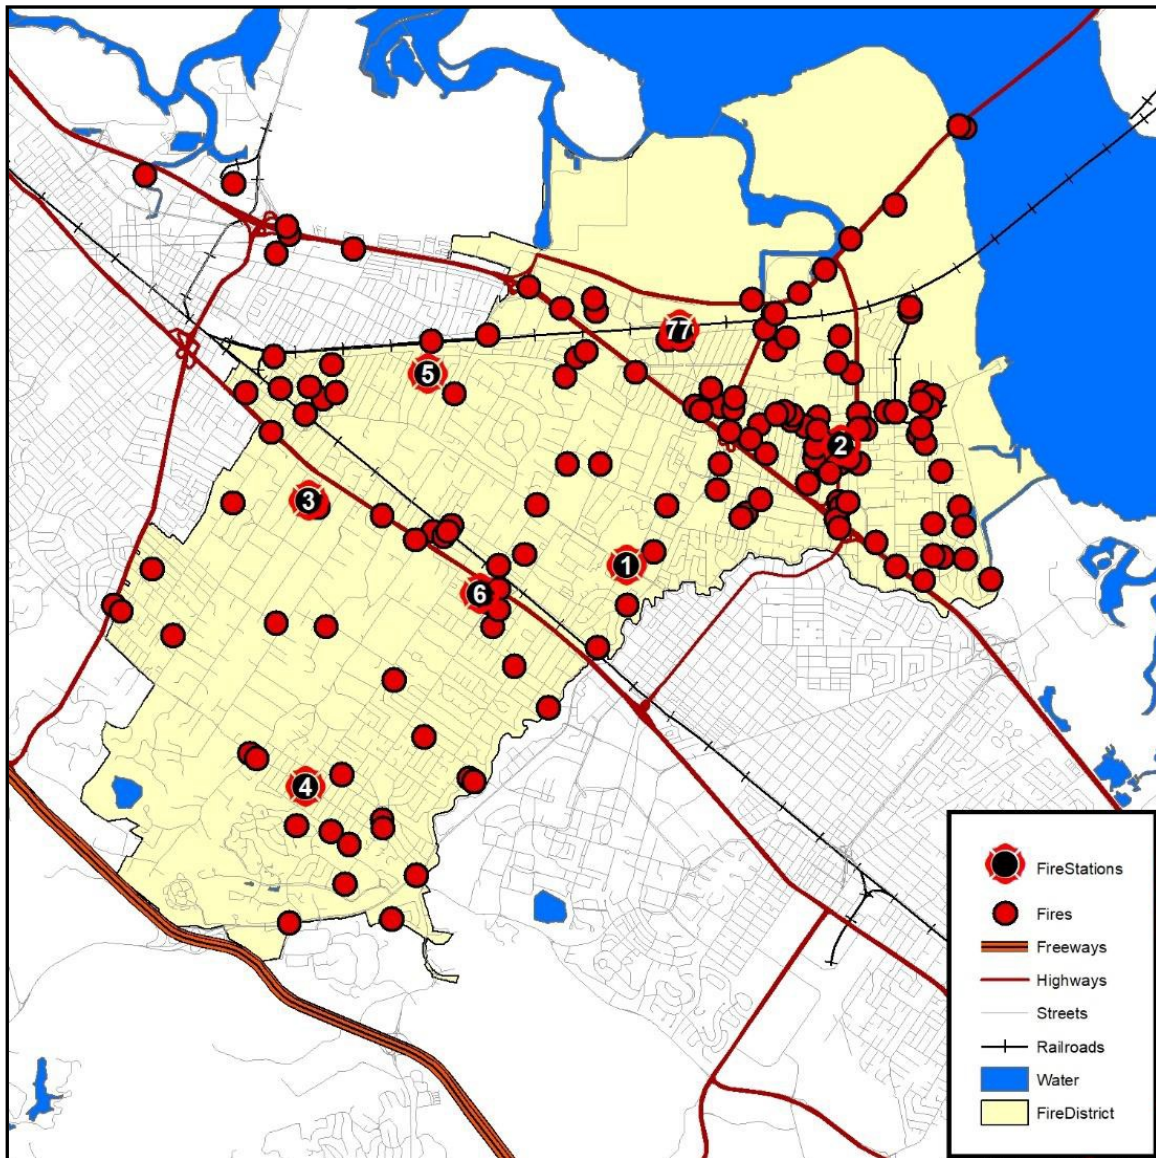 77
5
2
3
1
6
4
FireStations
Fires
Freeways
Highways
Streets
Railroads
Water
FireDistrict